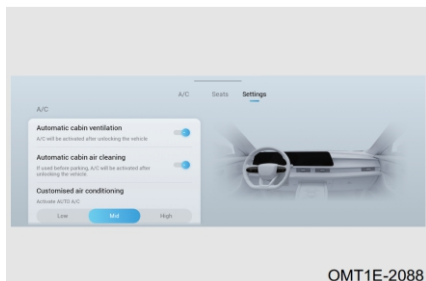 A/C Seats Settings
A/C
Automatic cabin ventilation
A/C will be activated after unlocking the vehicle
Automatic cabin air cleaning
If used before parking, A/C will be activated after
unlocking the vehicle.
Customised air conditioning
Activate AUTO A/C
Low Mid High
OMT1E-2088